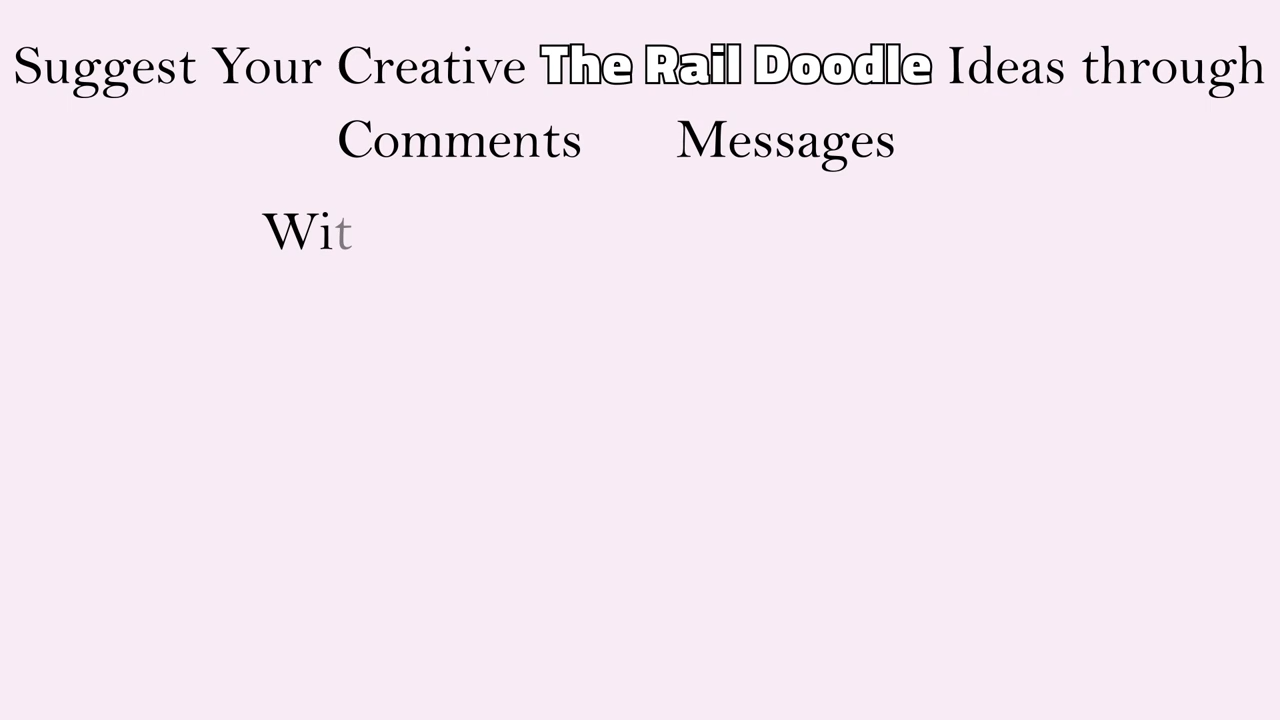 Suggest Your Creative The Rail Doodle Ideas through
Comments Messages
Wit